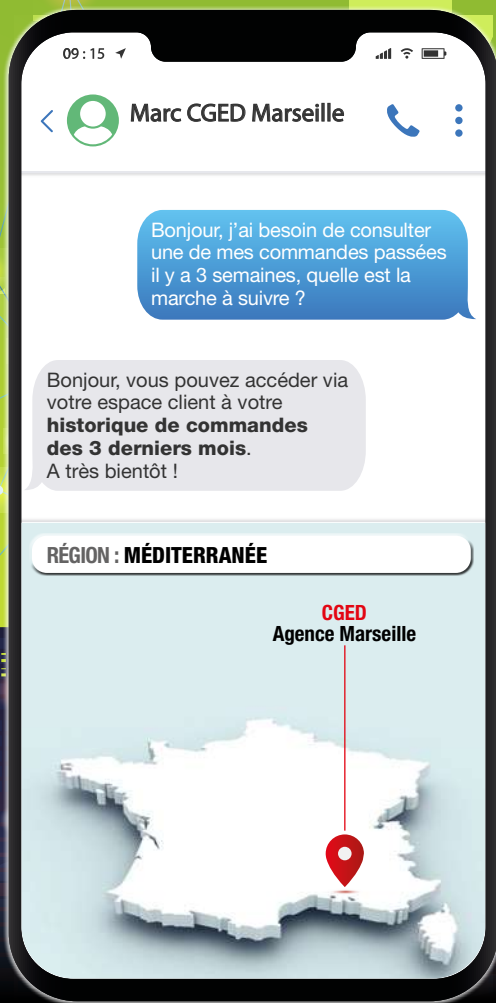 09:15
Marc CGED Marseille
Bonjour, j'ai besoin de consulter
une de mes commandes passées
il y a 3 semaines, quelle est la
marche à suivre ?
Bonjour, vous pouvez accéder via
votre espace client à votre
historique de commandes
des 3 derniers mois.
A très bientôt !
RÉGION : MÉDITERRANÉE
CGED
Agence Marseille